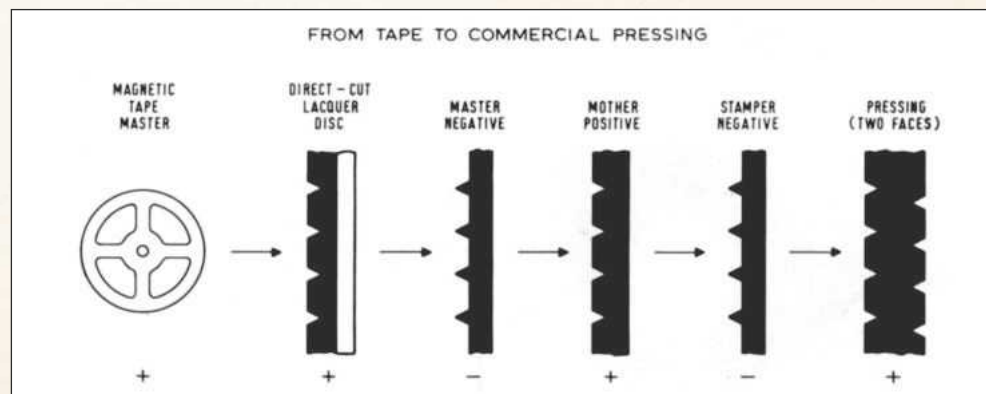 FROM TAPE TO COMMERCIAL PRESSING
MAGNETIC
TAPE
MASTER
DIRECT – CUT
LACQUER
DISC
MASTER
NEGATIVE
MOTHER
POSITIVE
STAMPER
NEGATIVE
PRESSING
(TWO FACES)
+ + – + – +